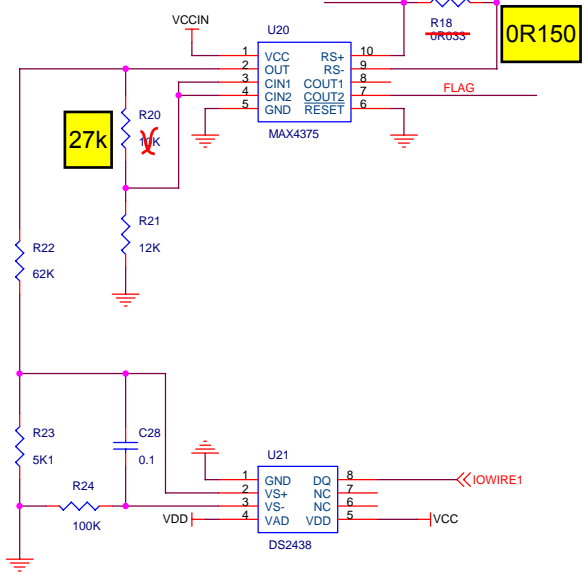 VCCIN
U20
R18
0R033
0R150
1 VCC RS+ 10
2 OUT RS- 9
3 CIN1 COUT1 8
4 CIN2 COUT2 7
5 GND RESET 6
MAX4375
FLAG
27k
R20
10K
R21
12K
R22
62K
R23
5K1
C28
0.1
R24
100K
U21
1 GND DQ 8
2 VS+ NC 7
3 VS- NC 6
4 VAD VDD 5
DS2438
VDD
VCC
IOWIRE1